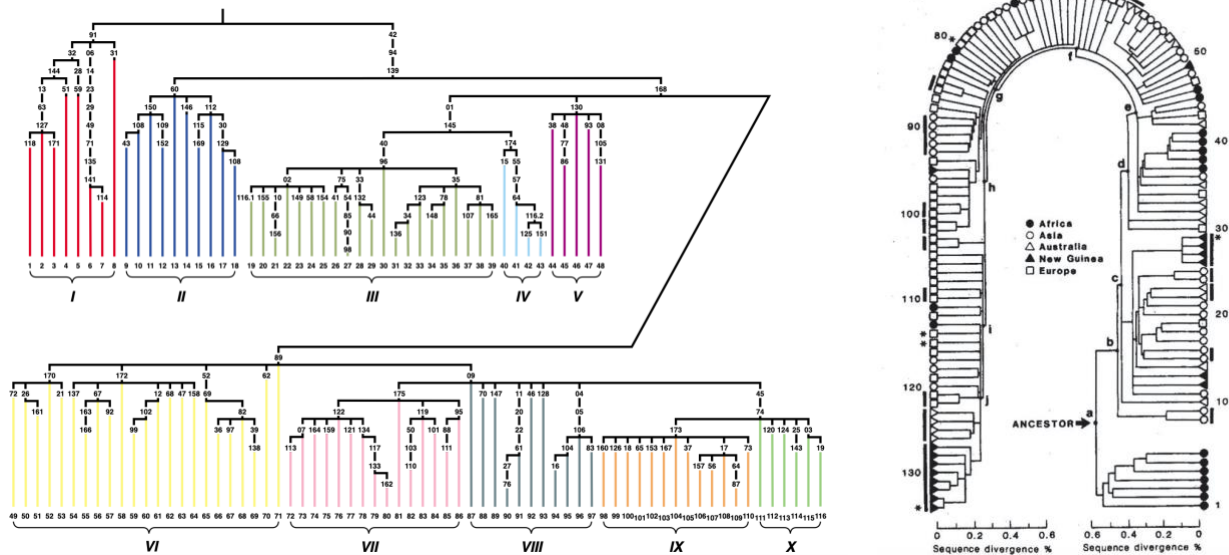 91 42
32 06 31 94
144 28 14 139
13 51 59 23 60 168
63 29 150 146 112 01 130
127 49 108 109 115 30 145 38 48 93 08
118 171 71 43 152 169 129 40 174 77 105
135 108 96 15 55 86 131
141 02 75 33 35 57
114 116.1 155 10 149 58 154 41 54 132 123 78 81 64
66 85 44 34 148 107 165 116.2
156 90 136 125 151
98
1 2 3 4 5 6 7 8 9 10 11 12 13 14 15 16 17 18 19 20 21 22 23 24 25 26 27 28 29 30 31 32 33 34 35 36 37 38 39 40 41 42 43 44 45 46 47 48
I II III IV V
89
170 172 52 62 09
72 26 21 137 67 12 68 47 158 69 175 70 147 11 46 128 04 45
161 163 92 102 82 122 119 95 20 05 74
166 99 36 97 39 07 164 159 121 134 50 101 88 22 106 173 120 124 25 03
138 113 117 103 111 61 104 83 160 126 18 65 153 167 37 17 73 143 19
133 110 27 16 157 56 64
162 76 87
49 50 51 52 53 54 55 56 57 58 59 60 61 62 63 64 65 66 67 68 69 70 71 72 73 74 75 76 77 78 79 80 81 82 83 84 85 86 87 88 89 90 91 92 93 94 95 96 97 98 99 100 101 102 103 104 105 106 107 108 109 110 111 112 113 114 115 116
VI VII VIII IX X
80 * 50
f
g
e
90 40
d
h
100 30
*
Africa
Asia
Australia
New Guinea
Europe
c
110 20
i
*
*
b
120 j 10
a
ANCESTOR
130
* 1
0 0.2 0.4 0.6
Sequence divergence %
0.6 0.4 0.2 0
Sequence divergence %